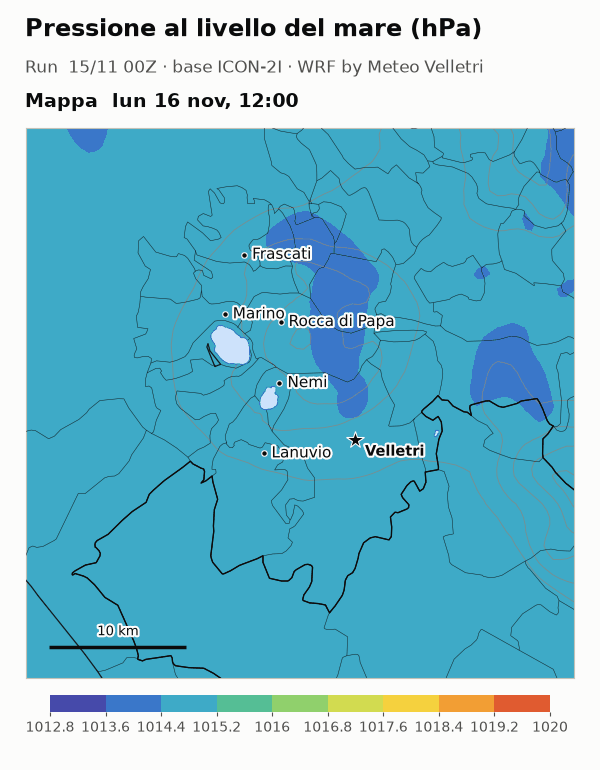 Pressione al livello del mare (hPa)
Run  15/11 00Z · base ICON-2I · WRF by Meteo Velletri
Mappa  lun 16 nov, 12:00
Frascati
Marino
Rocca di Papa
Nemi
Velletri
Lanuvio
10 km
1012.8 1013.6 1014.4 1015.2 1016 1016.8 1017.6 1018.4 1019.2 1020